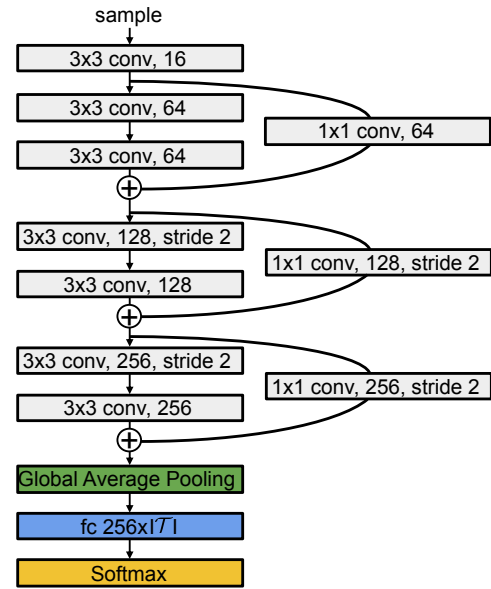 sample
3x3 conv, 16
3x3 conv, 64
1x1 conv, 64
3x3 conv, 64
+
3x3 conv, 128, stride 2
1x1 conv, 128, stride 2
3x3 conv, 128
+
3x3 conv, 256, stride 2
1x1 conv, 256, stride 2
3x3 conv, 256
+
Global Average Pooling
fc 256x|𝒯|
Softmax